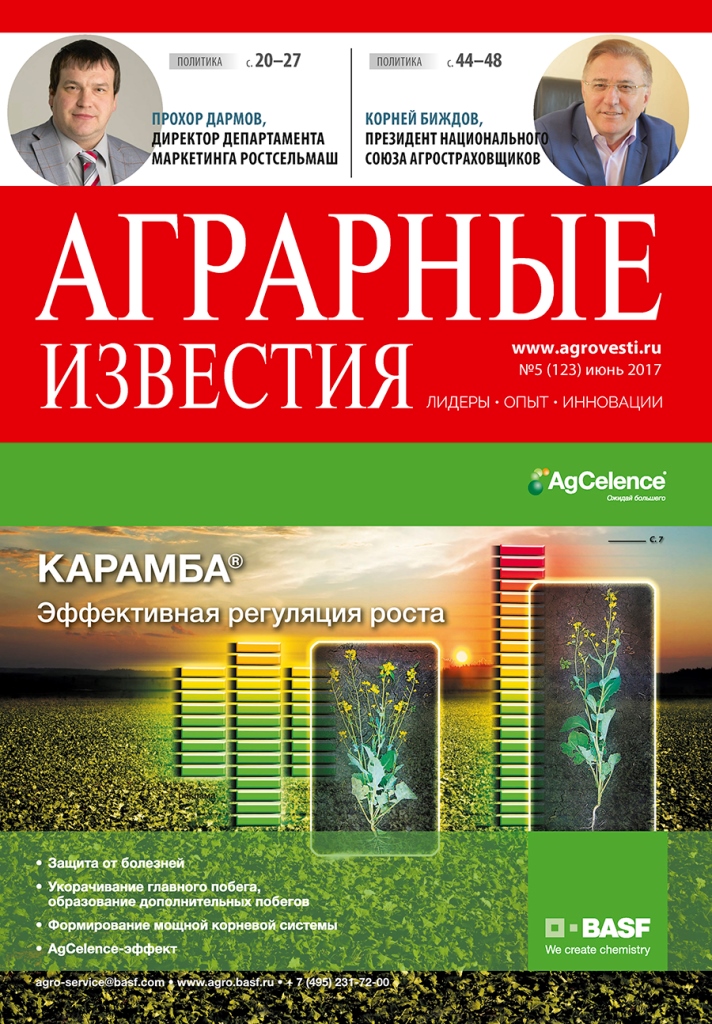 ПОЛИТИКА с. 20–27
ПРОХОР ДАРМОВ,
ДИРЕКТОР ДЕПАРТАМЕНТА
МАРКЕТИНГА РОСТСЕЛЬМАШ
ПОЛИТИКА с. 44–48
КОРНЕЙ БИЖДОВ,
ПРЕЗИДЕНТ НАЦИОНАЛЬНОГО
СОЮЗА АГРОСТРАХОВЩИКОВ
АГРАРНЫЕ
ИЗВЕСТИЯ
www.agrovesti.ru
№5 (123) июнь 2017
ЛИДЕРЫ • ОПЫТ • ИННОВАЦИИ
AgCelence®
Ожидай большего
С. 7
КАРАМБА®
Эффективная регуляция роста
• Защита от болезней
• Укорачивание главного побега,
образование дополнительных побегов
• Формирование мощной корневой системы
• AgCelence-эффект
BASF
We create chemistry
agro-service@basf.com • www.agro.basf.ru • + 7 (495) 231-72-00